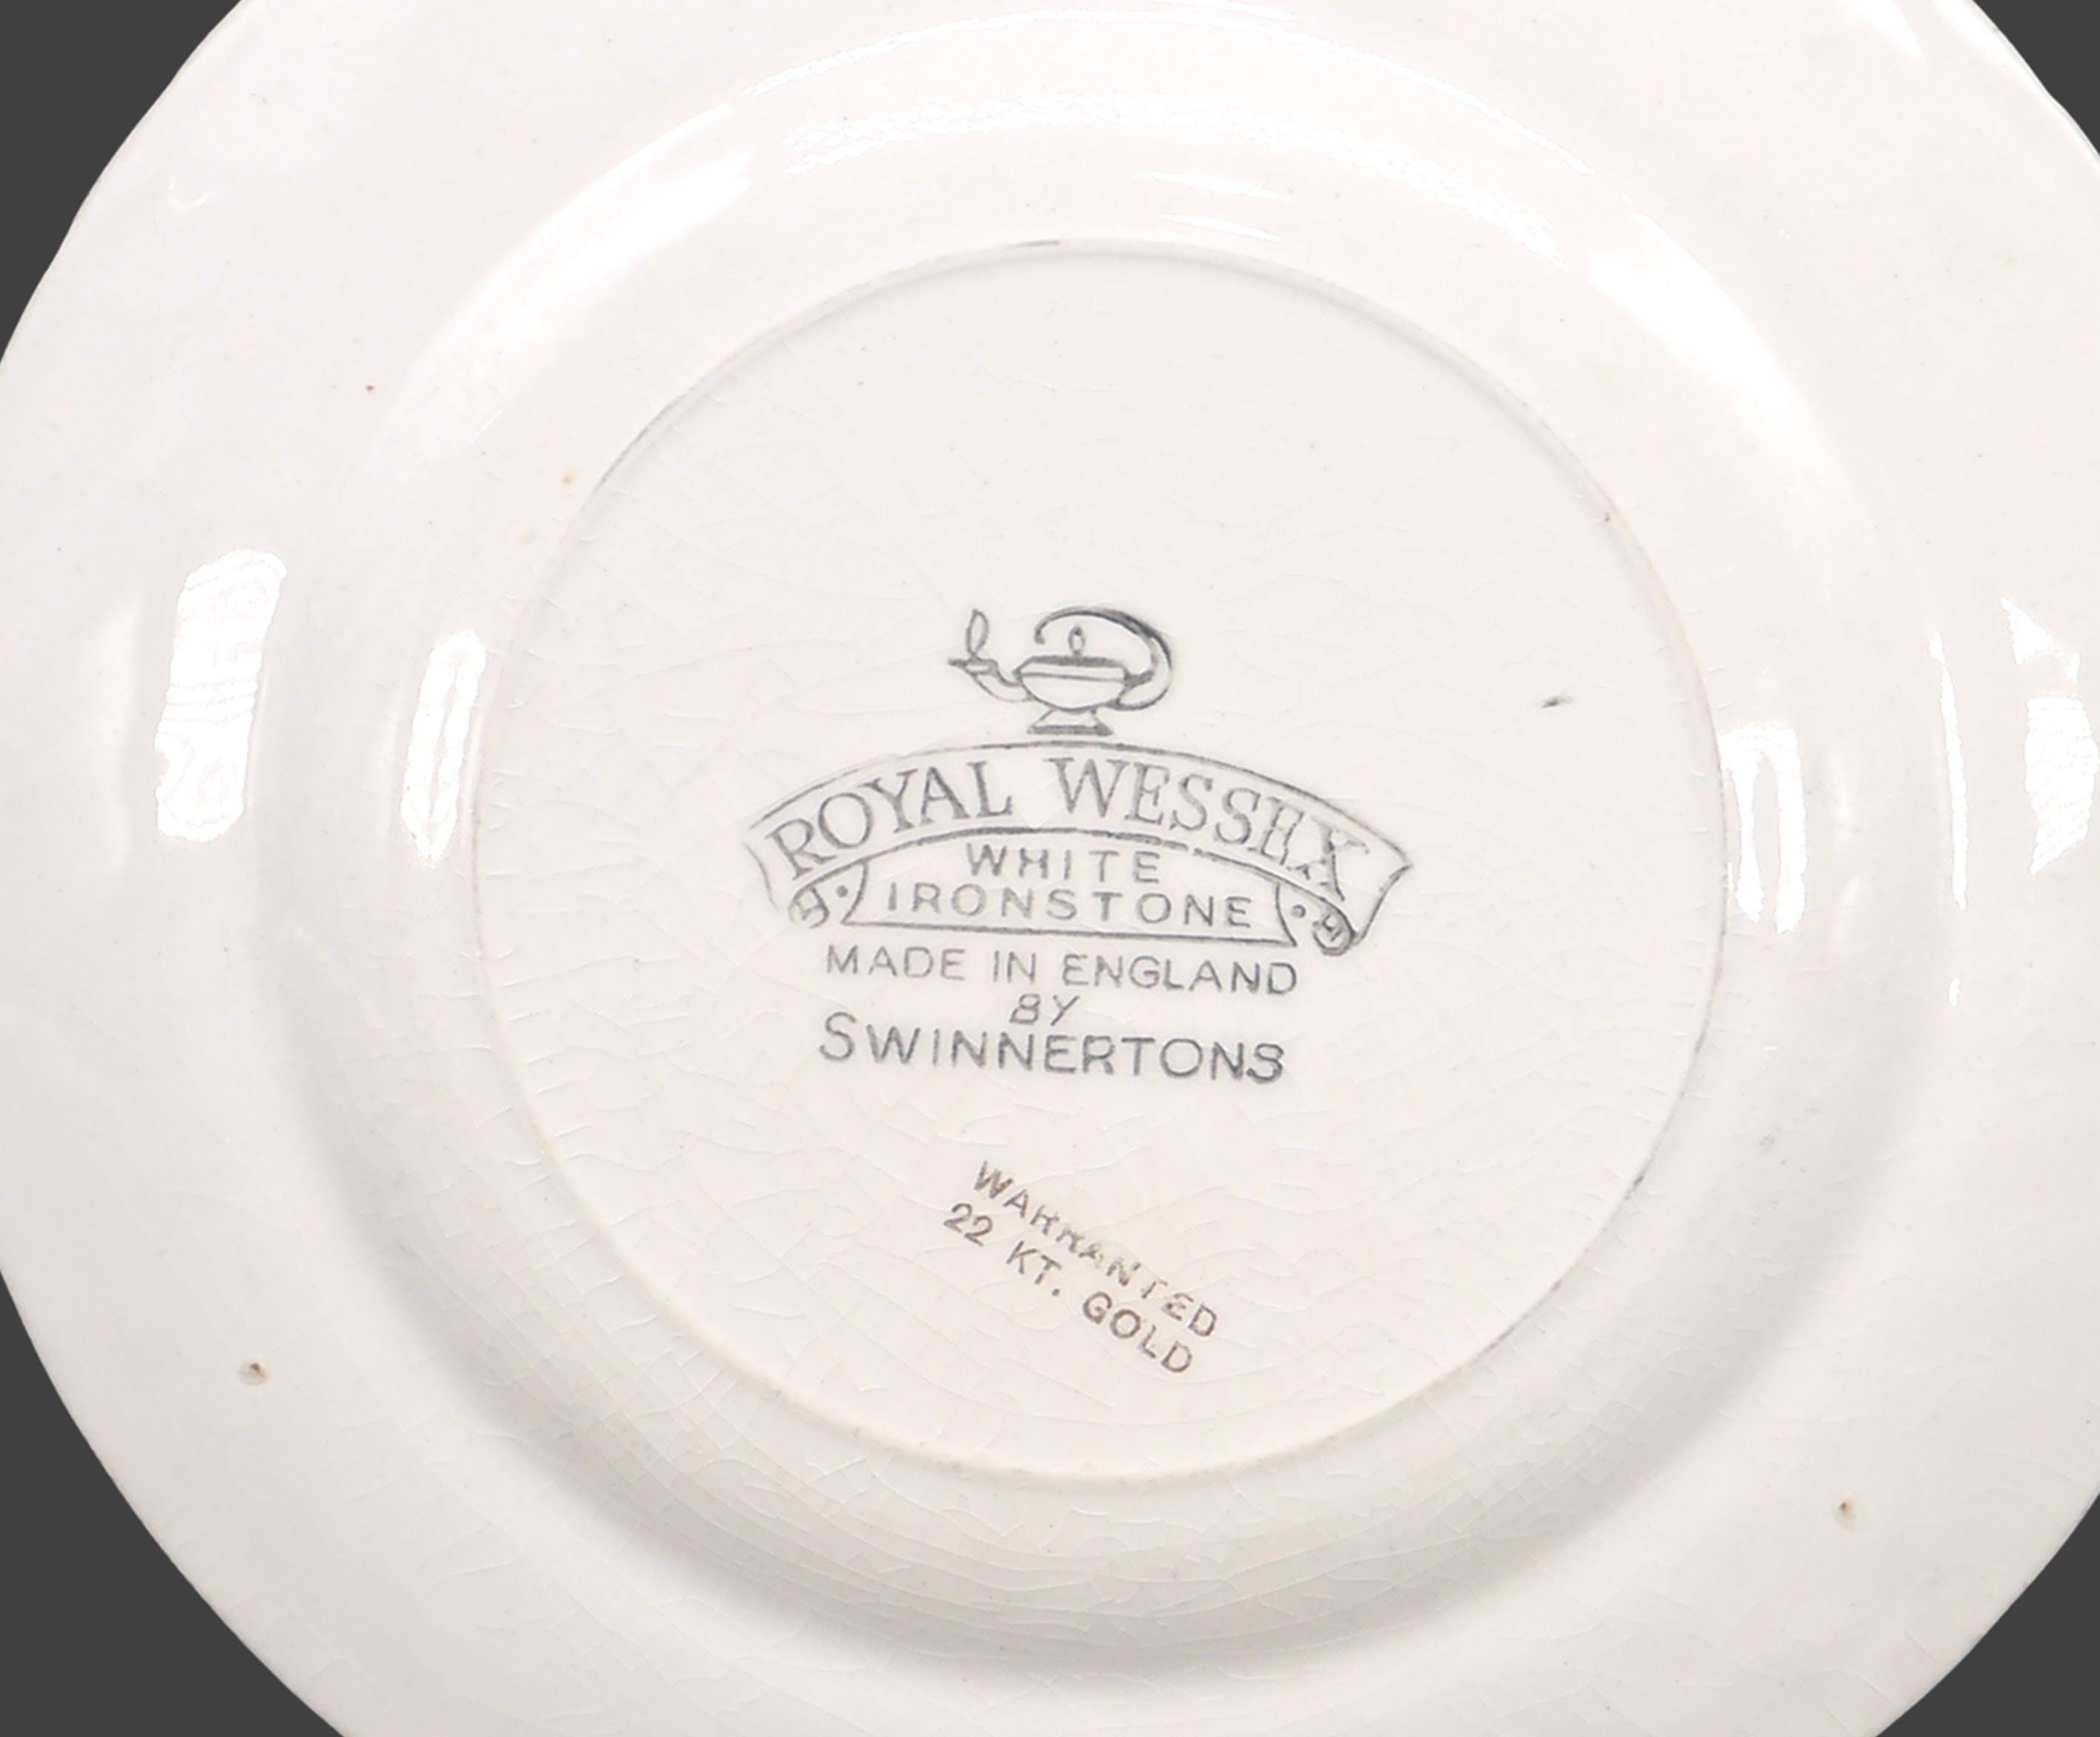 ROYAL WESSEX
WHITE
IRONSTONE
MADE IN ENGLAND
BY
SWINNERTONS
WARRANTED
22 KT. GOLD